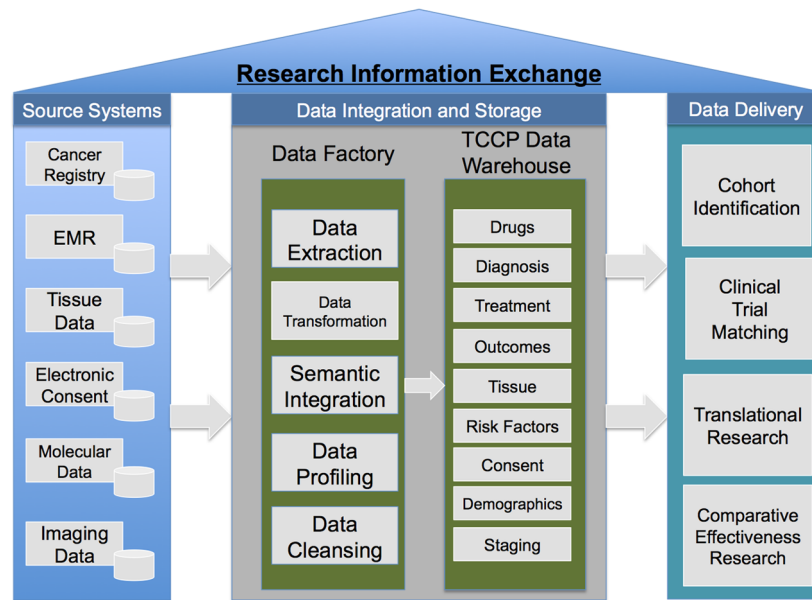 Research Information Exchange
Source Systems
Cancer
Registry
EMR
Tissue
Data
Electronic
Consent
Molecular
Data
Imaging
Data
Data Integration and Storage
Data Factory
Data
Extraction
Data
Transformation
Semantic
Integration
Data
Profiling
Data
Cleansing
TCCP Data
Warehouse
Drugs
Diagnosis
Treatment
Outcomes
Tissue
Risk Factors
Consent
Demographics
Staging
Data Delivery
Cohort
Identification
Clinical
Trial
Matching
Translational
Research
Comparative
Effectiveness
Research